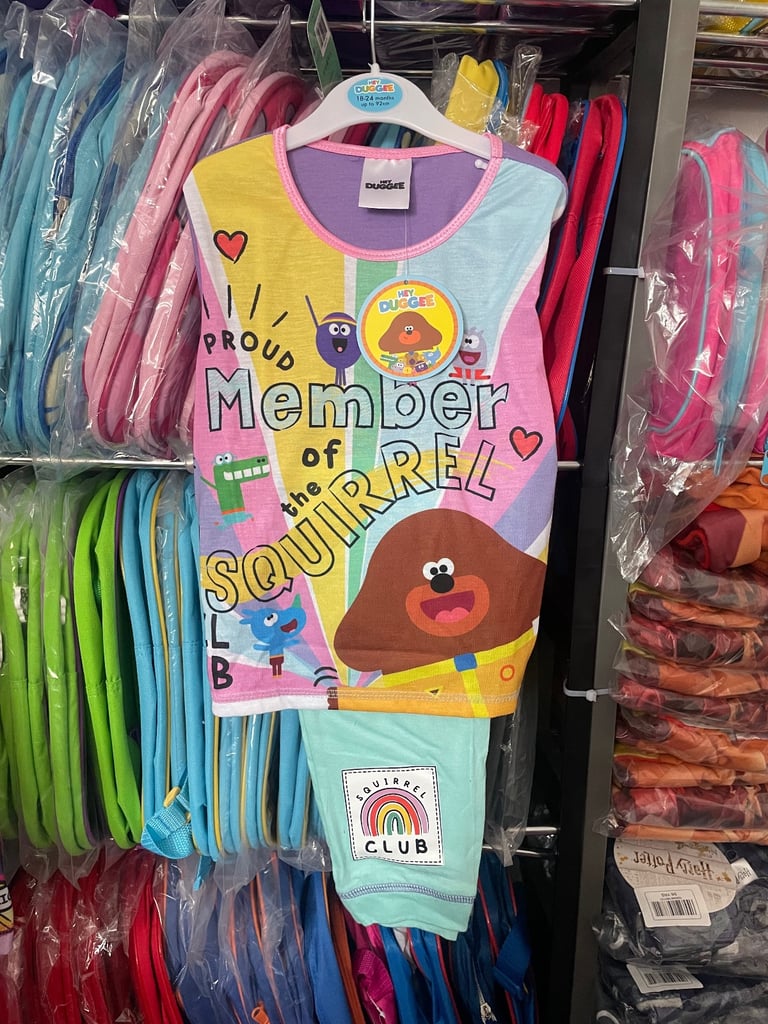 HEY
DUGGEE
18-24 months
up to 92cm
HEY
DUGGEE
HEY
DUGGEE
PROUD
Member
of
the
SQUIRREL
SQUIRREL
CLUB
Harry Potter